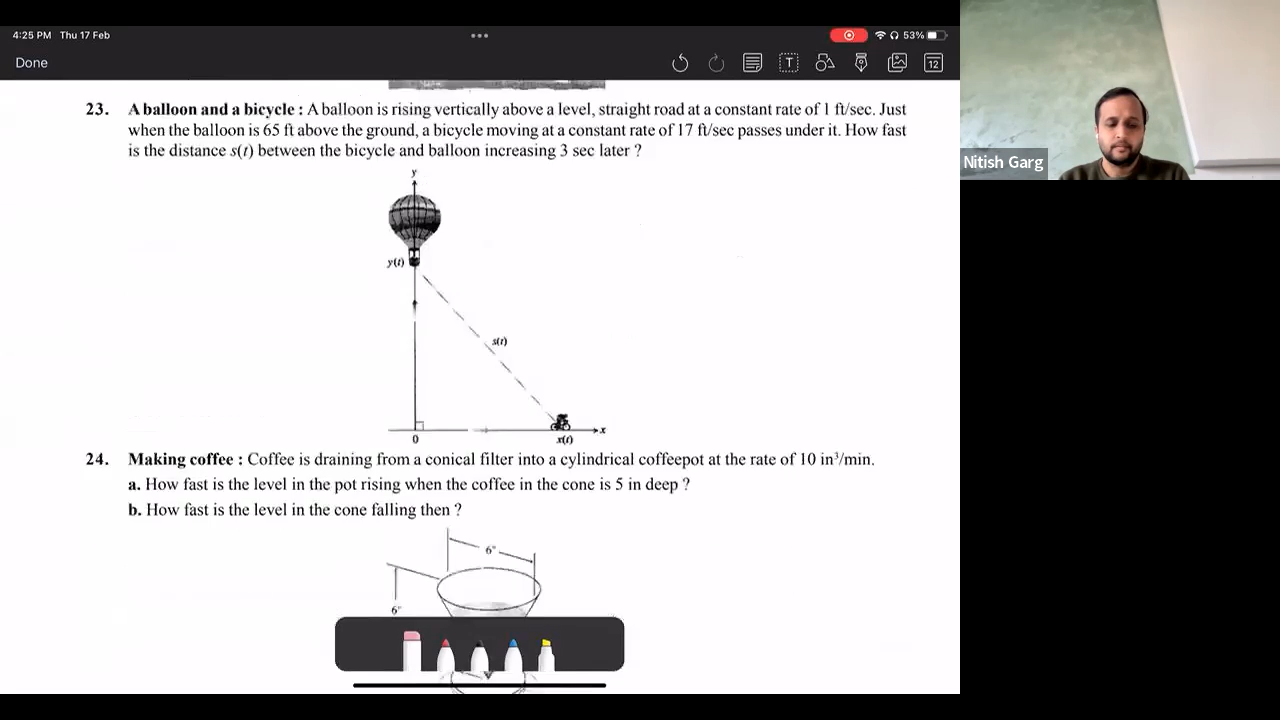 4:25 PM Thu 17 Feb
53%
Done
T
12
Nitish Garg
23. A balloon and a bicycle : A balloon is rising vertically above a level, straight road at a constant rate of 1 ft/sec. Just
when the balloon is 65 ft above the ground, a bicycle moving at a constant rate of 17 ft/sec passes under it. How fast
is the distance s(t) between the bicycle and balloon increasing 3 sec later ?
y
y(t)
s(t)
x
0
x(t)
24. Making coffee : Coffee is draining from a conical filter into a cylindrical coffeepot at the rate of 10 in³/min.
a. How fast is the level in the pot rising when the coffee in the cone is 5 in deep ?
b. How fast is the level in the cone falling then ?
6"
6"